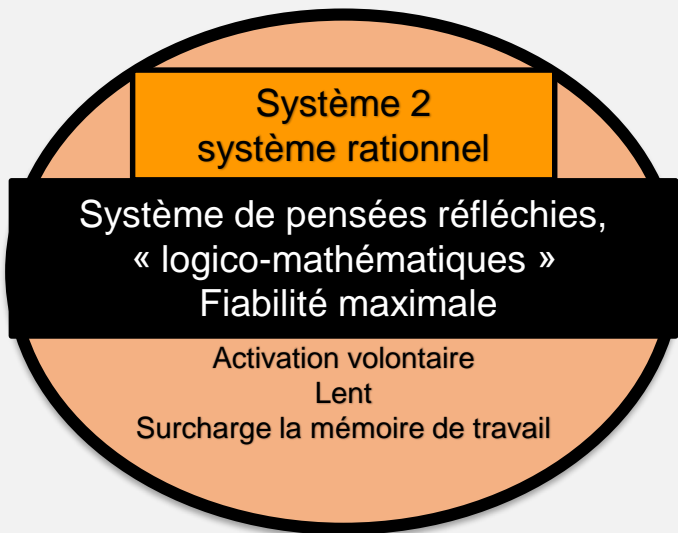 Système 2
système rationnel
Système de pensées réfléchies,
« logico-mathématiques »
Fiabilité maximale
Activation volontaire
Lent
Surcharge la mémoire de travail